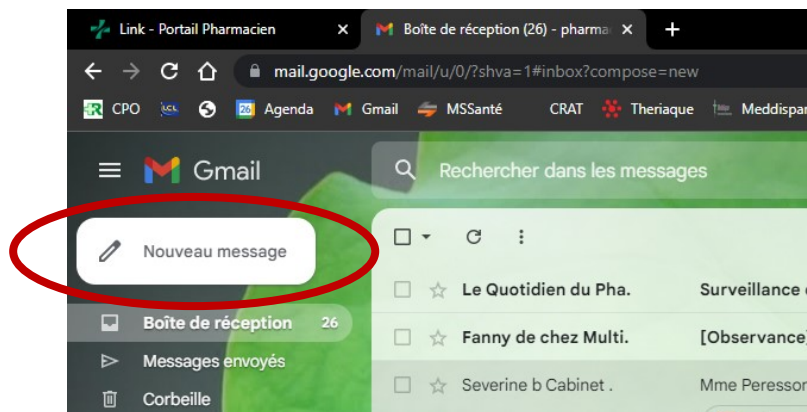 Link - Portail Pharmacien
Boîte de réception (26) - pharma
mail.google.com/mail/u/0/?shva=1#inbox?compose=new
CPO LCL 26 Agenda Gmail MSSanté CRAT Theriaque Meddispar
Gmail
Rechercher dans les messages
Nouveau message
Le Quotidien du Pha. Surveillance
Boîte de réception 26
Fanny de chez Multi. [Observance]
Messages envoyés
Severine b Cabinet . Mme Peresson
Corbeille